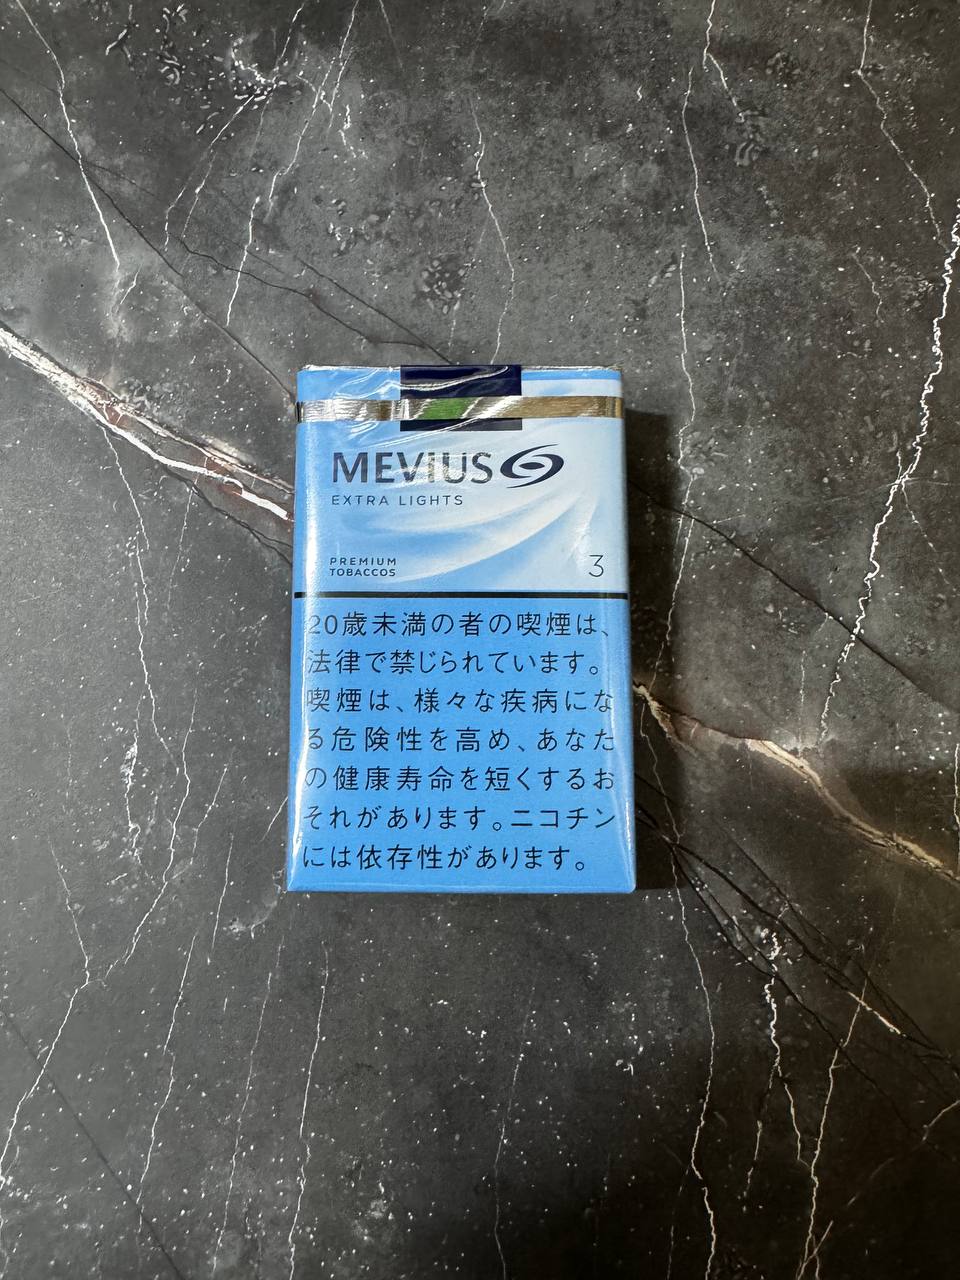 MEVIUS
EXTRA LIGHTS
PREMIUM
TOBACCOS
3
20歳未満の者の喫煙は、
法律で禁じられています。
喫煙は、様々な疾病にな
る危険性を高め、あなた
の健康寿命を短くするお
それがあります。ニコチン
には依存性があります。